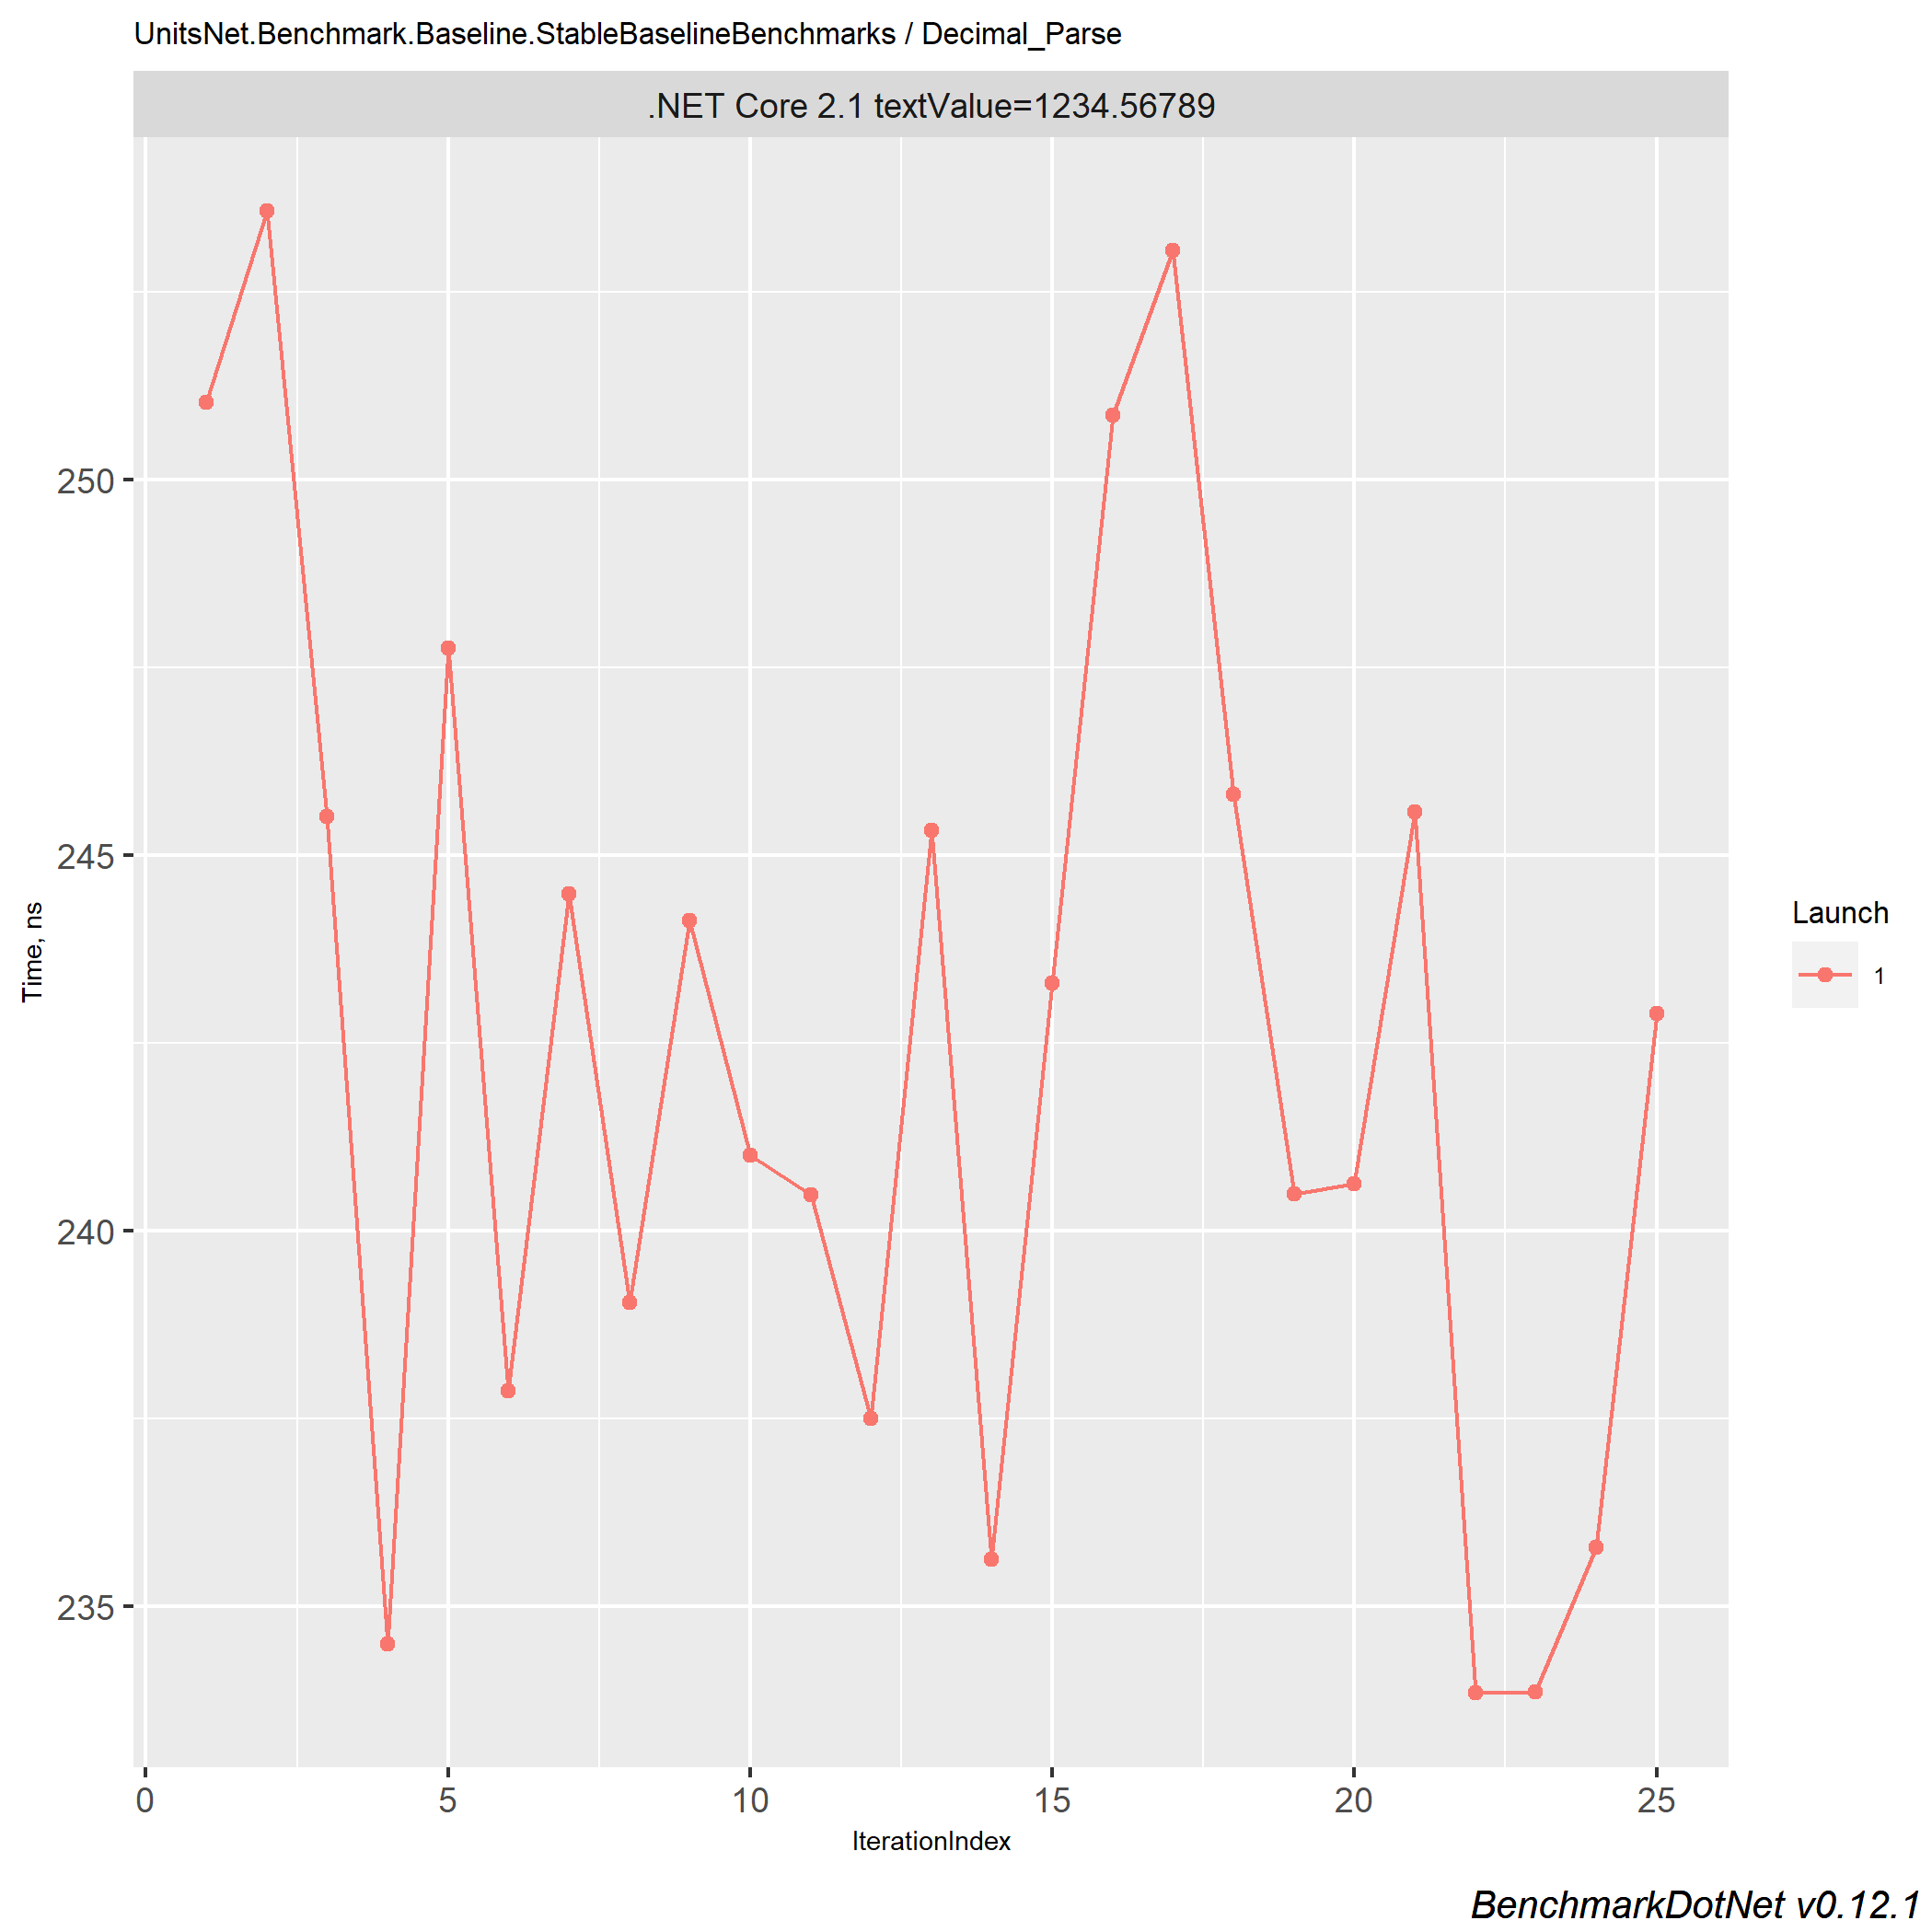 UnitsNet.Benchmark.Baseline.StableBaselineBenchmarks / Decimal_Parse
.NET Core 2.1 textValue=1234.56789
250
245
240
235
Time, ns
0 5 10 15 20 25
IterationIndex
Launch
1
BenchmarkDotNet v0.12.1